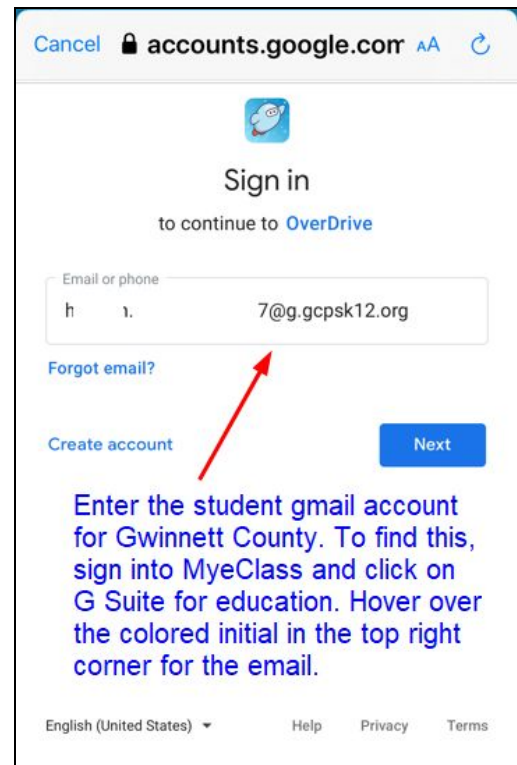 Cancel accounts.google.com AA
Sign in
to continue to OverDrive
Email or phone
h 7@g.gcpsk12.org
Forgot email?
Create account Next
Enter the student gmail account
for Gwinnett County. To find this,
sign into MyeClass and click on
G Suite for education. Hover over
the colored initial in the top right
corner for the email.
English (United States) Help Privacy Terms